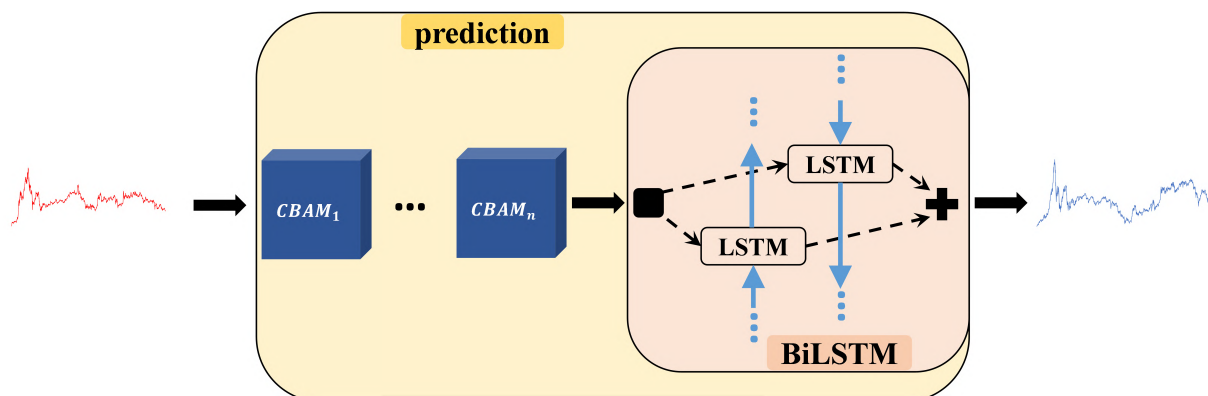 prediction
CBAM₁
...
CBAMₙ
LSTM
LSTM
BiLSTM